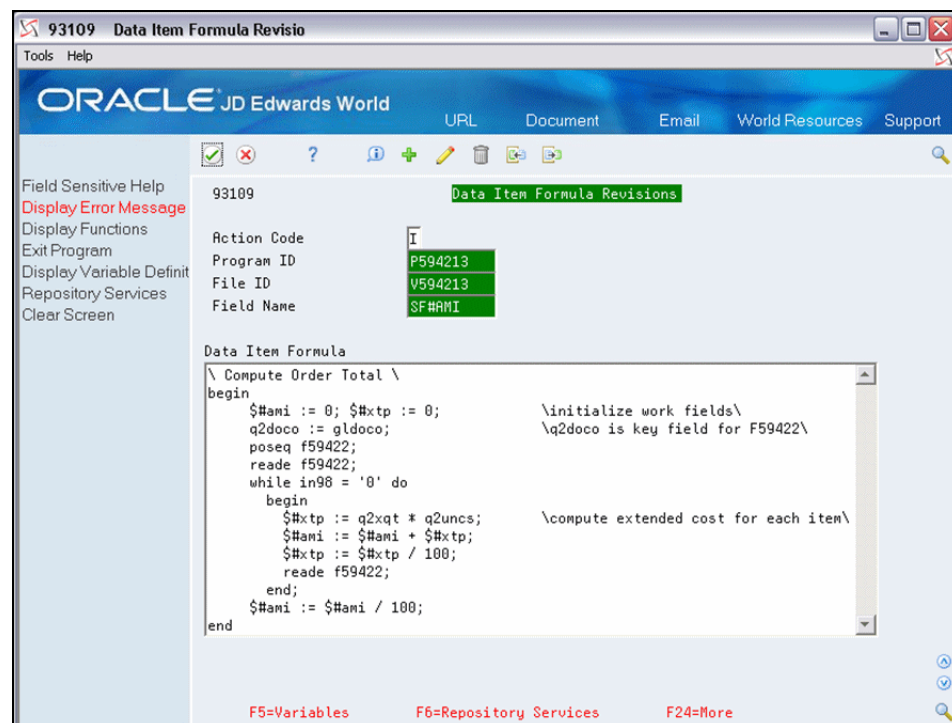 93109 Data Item Formula Revisio
Tools Help
ORACLE JD Edwards World
URL Document Email World Resources Support
Field Sensitive Help
Display Error Message
Display Functions
Exit Program
Display Variable Definit
Repository Services
Clear Screen
93109 Data Item Formula Revisions
Action Code I
Program ID P594213
File ID V594213
Field Name SF#AMI
Data Item Formula
\ Compute Order Total \
begin
$#ami := 0; $#xtp := 0; \initialize work fields\
q2doco := gldoco; \q2doco is key field for F59422\
poseq f59422;
reade f59422;
while in98 = '0' do
begin
$#xtp := q2xqt * q2uncs; \compute extended cost for each item\
$#ami := $#ami + $#xtp;
$#xtp := $#xtp / 100;
reade f59422;
end;
$#ami := $#ami / 100;
end
F5=Variables F6=Repository Services F24=More